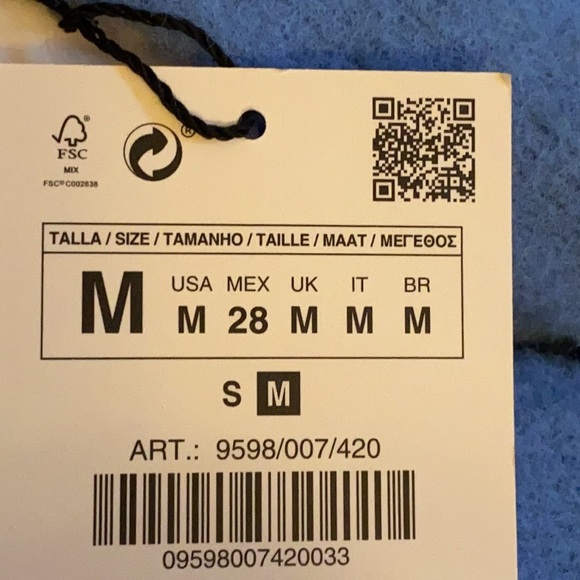 FSC®
MIX
FSC® C002638
®
TALLA / SIZE / TAMANHO / TAILLE / MAAT / ΜΕΓΕΘΟΣ
M
USA MEX UK IT BR
M 28 M M M
S M
ART.: 9598/007/420
09598007420033